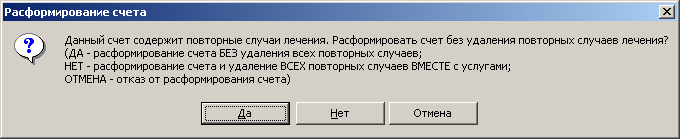 Расформирование счета
Данный счет содержит повторные случаи лечения. Расформировать счет без удаления повторных случаев лечения?
(ДА - расформирование счета БЕЗ удаления всех повторных случаев;
НЕТ - расформирование счета и удаление ВСЕХ повторных случаев ВМЕСТЕ с услугами;
ОТМЕНА - отказ от расформирования счета)
Да Нет Отмена